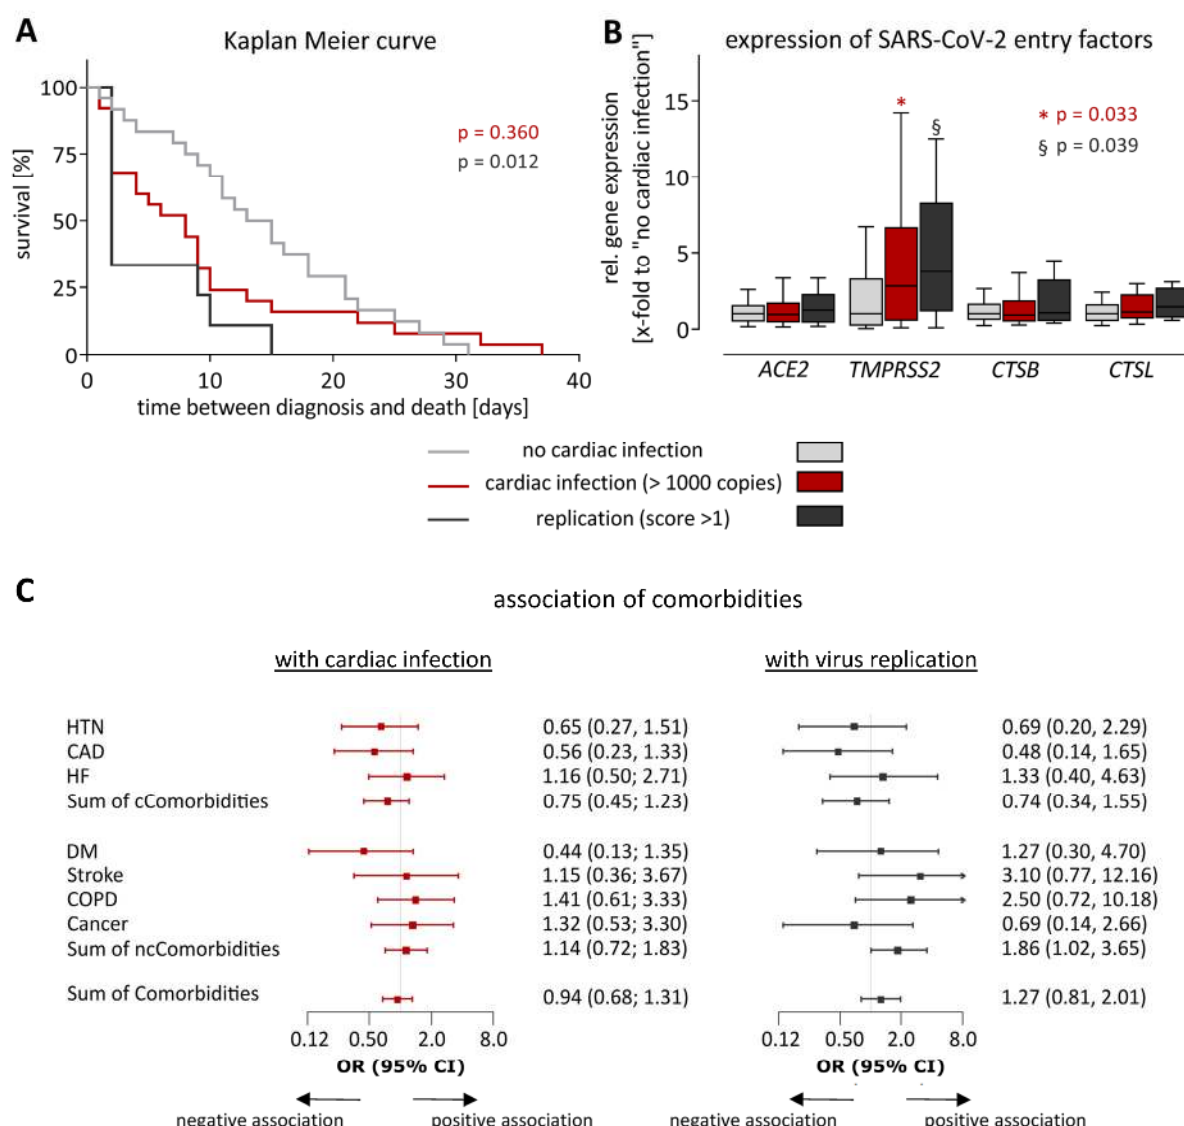 A
Kaplan Meier curve
survival [%]
100
75
50
25
0
p = 0.360
p = 0.012
0 10 20 30 40
time between diagnosis and death [days]
B
expression of SARS-CoV-2 entry factors
rel. gene expression
[x-fold to "no cardiac infection"]
15
10
5
0
*
§
* p = 0.033
§ p = 0.039
ACE2 TMPRSS2 CTSB CTSL
no cardiac infection
cardiac infection (> 1000 copies)
replication (score >1)
C
association of comorbidities
with cardiac infection with virus replication
HTN 0.65 (0.27, 1.51) 0.69 (0.20, 2.29)
CAD 0.56 (0.23, 1.33) 0.48 (0.14, 1.65)
HF 1.16 (0.50; 2.71) 1.33 (0.40, 4.63)
Sum of cComorbidities 0.75 (0.45; 1.23) 0.74 (0.34, 1.55)
DM 0.44 (0.13; 1.35) 1.27 (0.30, 4.70)
Stroke 1.15 (0.36; 3.67) 3.10 (0.77, 12.16)
COPD 1.41 (0.61; 3.33) 2.50 (0.72, 10.18)
Cancer 1.32 (0.53; 3.30) 0.69 (0.14, 2.66)
Sum of ncComorbidities 1.14 (0.72; 1.83) 1.86 (1.02, 3.65)
Sum of Comorbidities 0.94 (0.68; 1.31) 1.27 (0.81, 2.01)
0.12 0.50 2.0 8.0 0.12 0.50 2.0 8.0
OR (95% CI) OR (95% CI)
negative association positive association negative association positive association